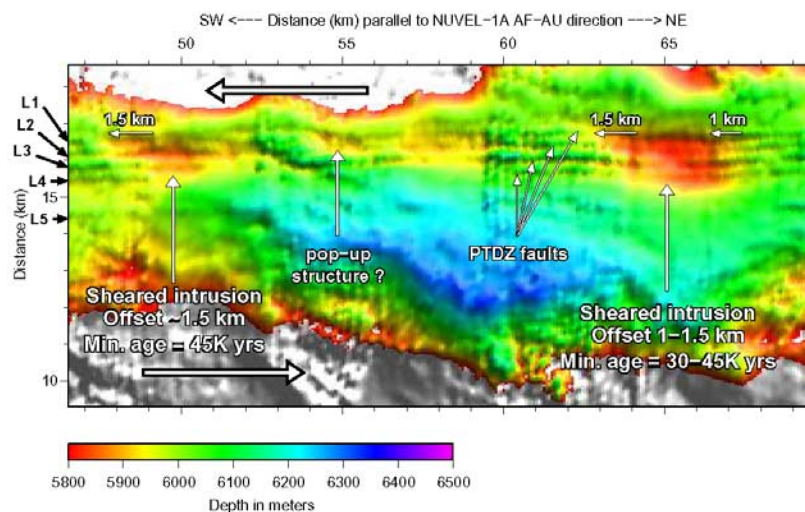 SW <--- Distance (km) parallel to NUVEL-1A AF-AU direction ---> NE
50 55 60 65
L1
L2
L3
L4
L5
1.5 km
1.5 km
1 km
15
Distance (km)
10
pop-up
structure ?
PTDZ faults
Sheared intrusion
Offset ~1.5 km
Min. age = 45K yrs
Sheared intrusion
Offset 1-1.5 km
Min. age = 30-45K yrs
5800 5900 6000 6100 6200 6300 6400 6500
Depth in meters